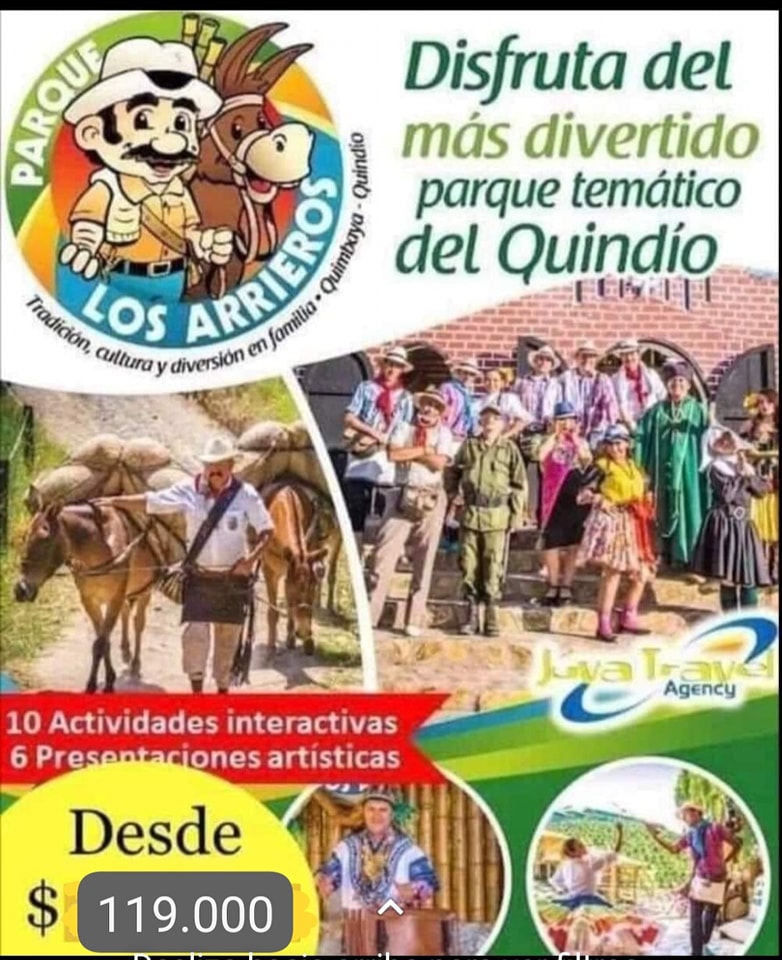 PARQUE
LOS ARRIEROS
Tradición, cultura y diversión en familia • Quimbaya - Quindío
Disfruta del
más divertido
parque temático
del Quindío
Juva Travel
Agency
10 Actividades interactivas
6 Presentaciones artísticas
Desde
$ 119.000